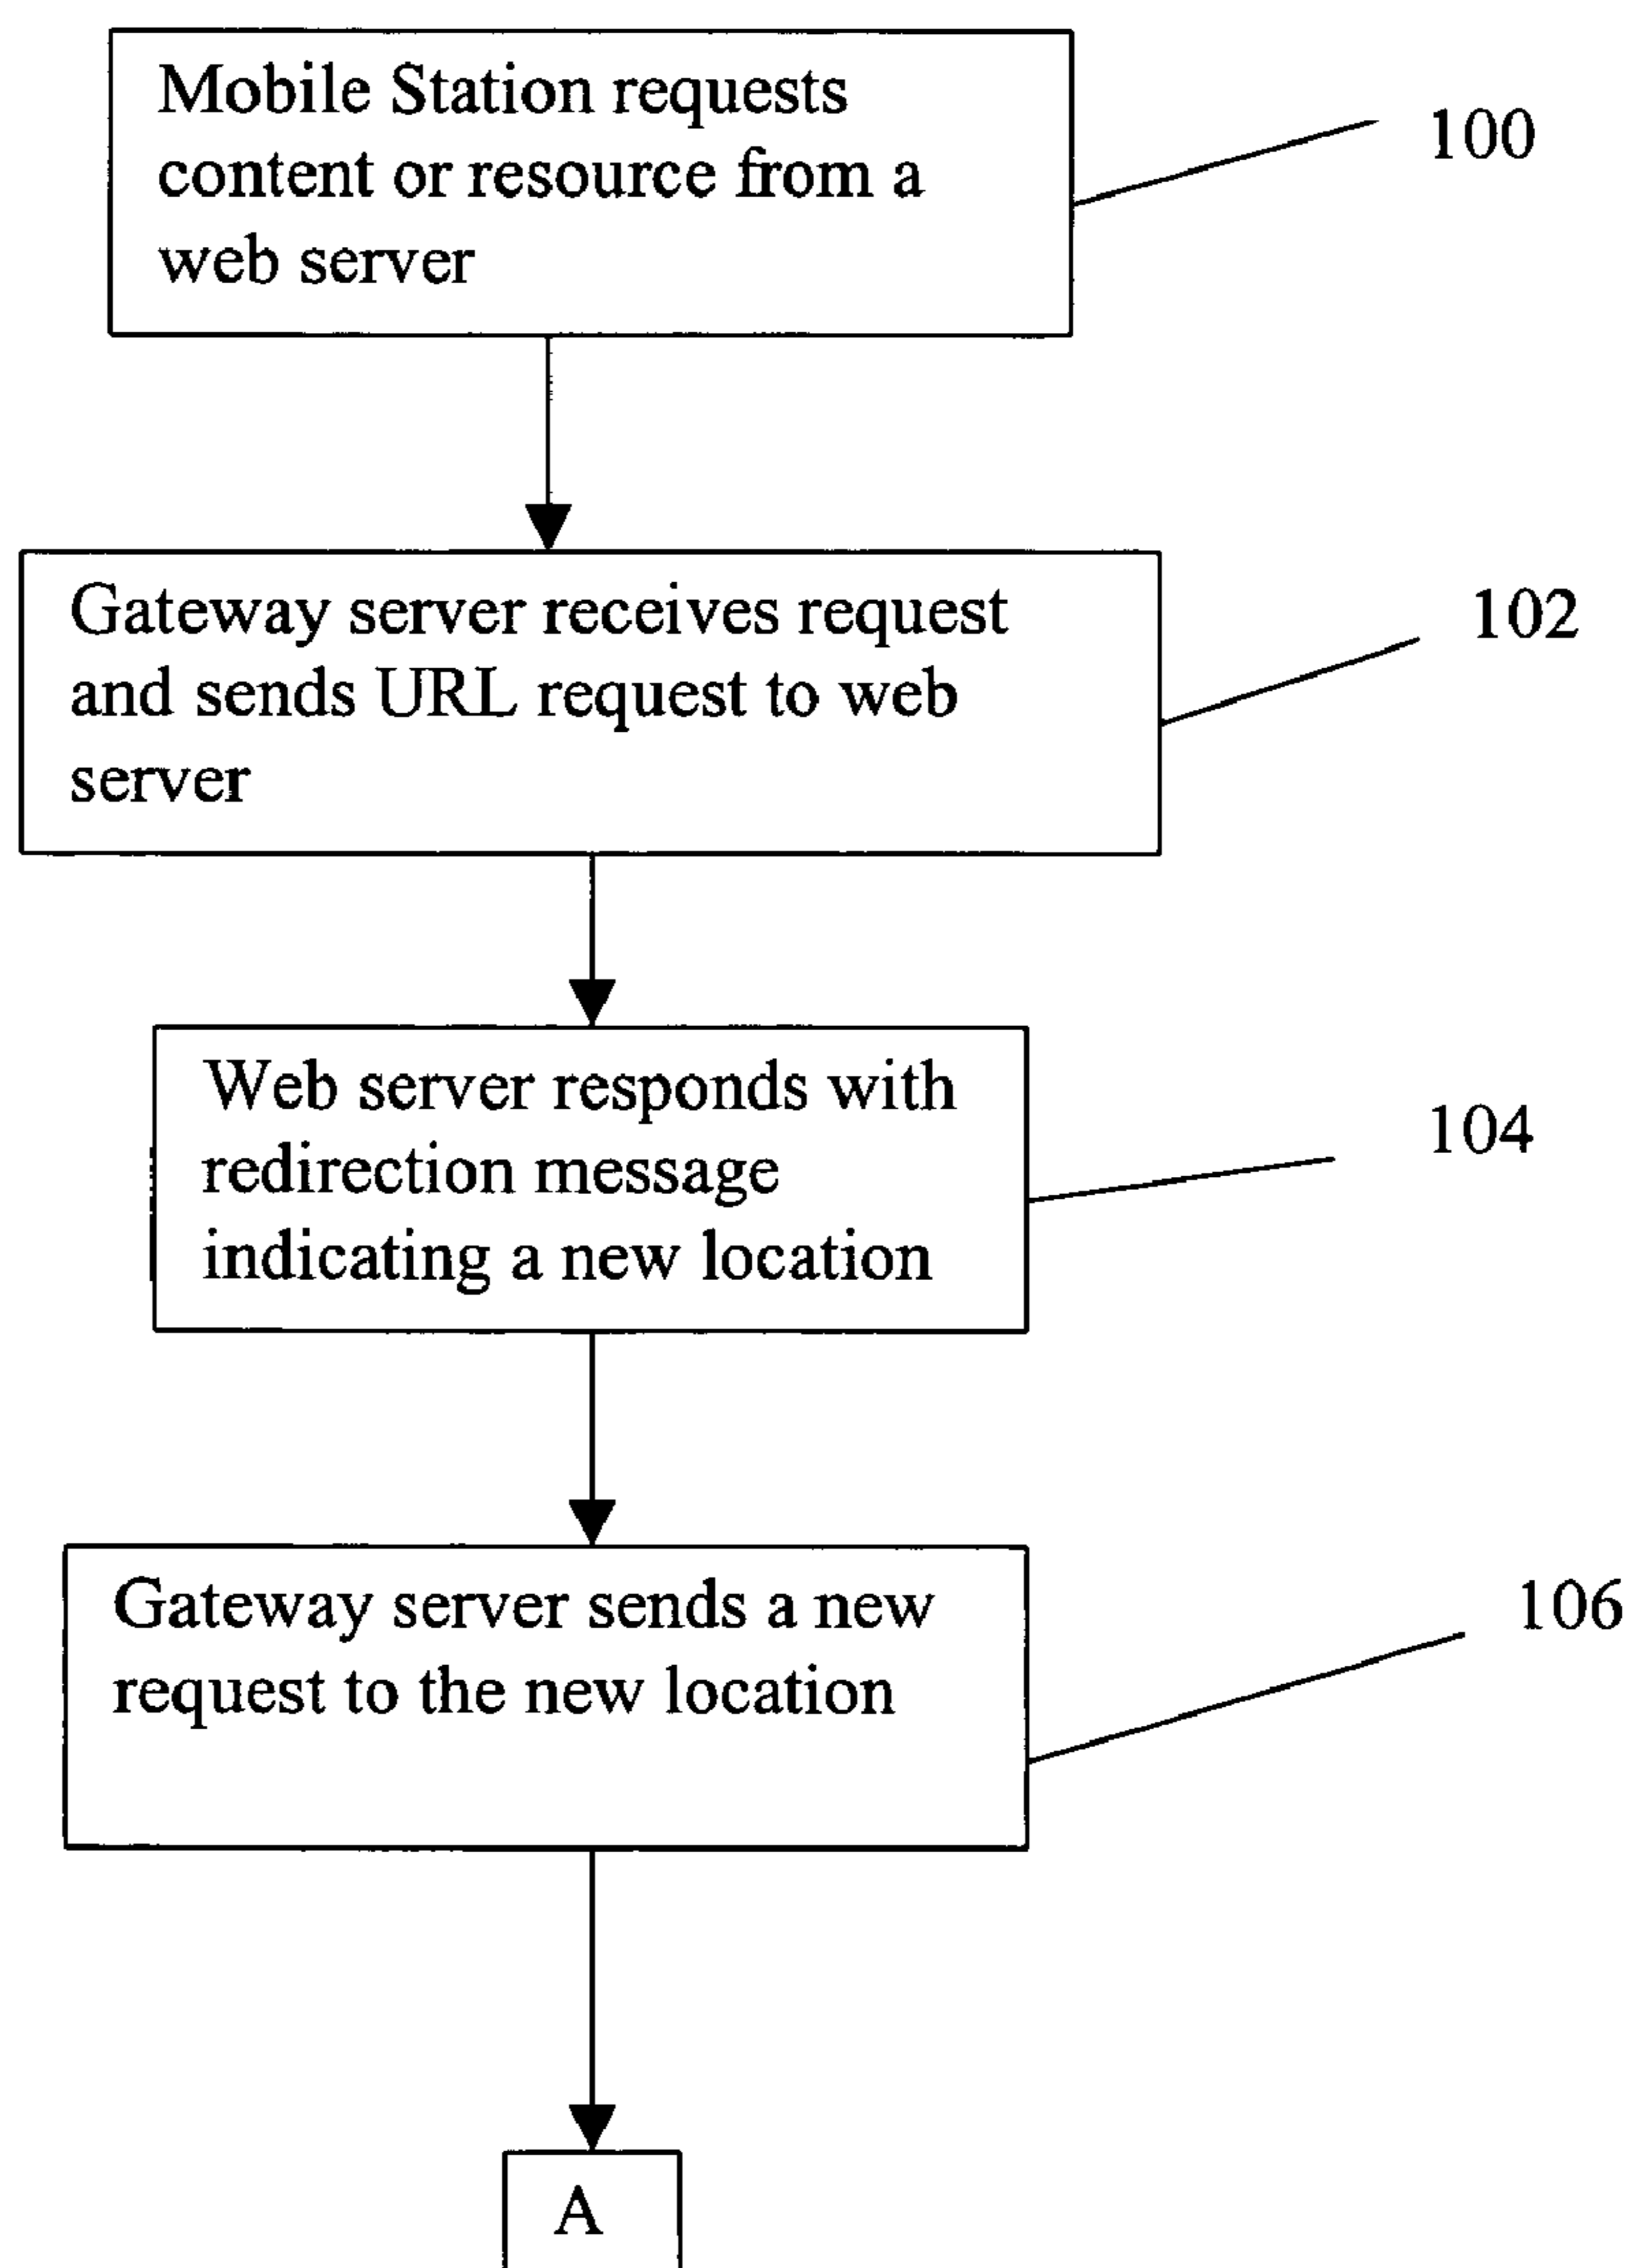 Mobile Station requests
content or resource from a
web server
100
Gateway server receives request
and sends URL request to web
server
102
Web server responds with
redirection message
indicating a new location
104
Gateway server sends a new
request to the new location
106
A